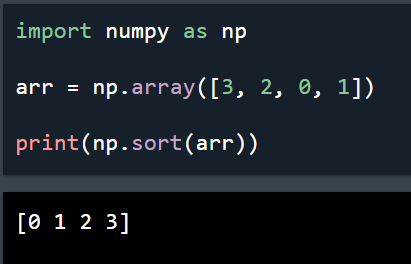 import numpy as np
arr = np.array([3, 2, 0, 1])
print(np.sort(arr))
[0 1 2 3]